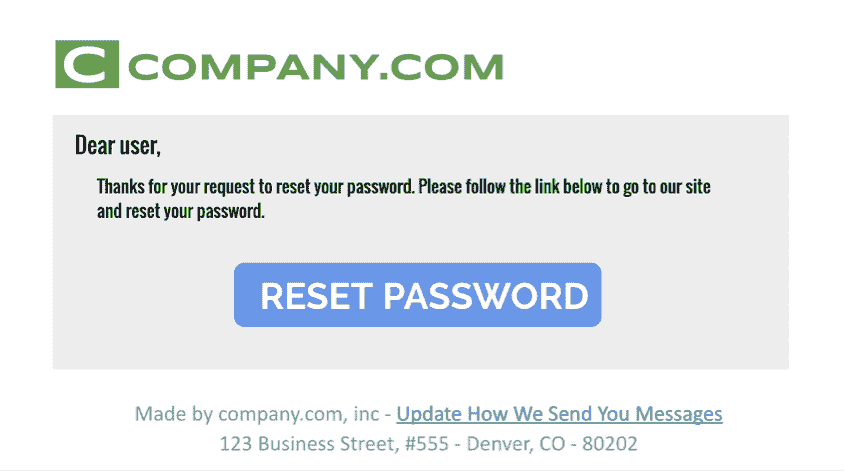 C COMPANY.COM
Dear user,
Thanks for your request to reset your password. Please follow the link below to go to our site
and reset your password.
RESET PASSWORD
Made by company.com, inc - Update How We Send You Messages
123 Business Street, #555 - Denver, CO - 80202